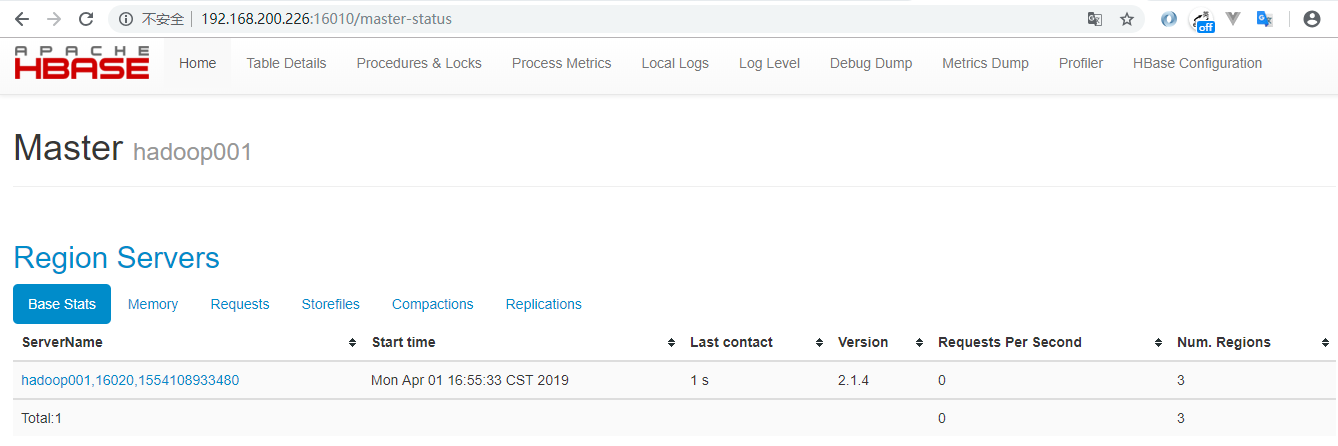 不安全 192.168.200.226:16010/master-status
off
APACHE
HBASE
Home Table Details Procedures & Locks Process Metrics Local Logs Log Level Debug Dump Metrics Dump Profiler HBase Configuration
Master hadoop001
Region Servers
Base Stats Memory Requests Storefiles Compactions Replications
ServerName Start time Last contact Version Requests Per Second Num. Regions
hadoop001,16020,1554108933480 Mon Apr 01 16:55:33 CST 2019 1 s 2.1.4 0 3
Total:1 0 3